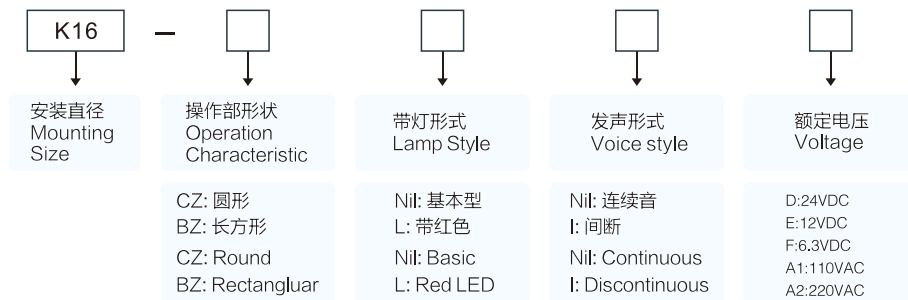 K16 –
安装直径
Mounting
Size
操作部形状
Operation
Characteristic
带灯形式
Lamp Style
发声形式
Voice style
额定电压
Voltage
CZ: 圆形
BZ: 长方形
CZ: Round
BZ: Rectangluar
Nil: 基本型
L: 带红色
Nil: Basic
L: Red LED
Nil: 连续音
I: 间断
Nil: Continuous
I: Discontinuous
D:24VDC
E:12VDC
F:6.3VDC
A1:110VAC
A2:220VAC